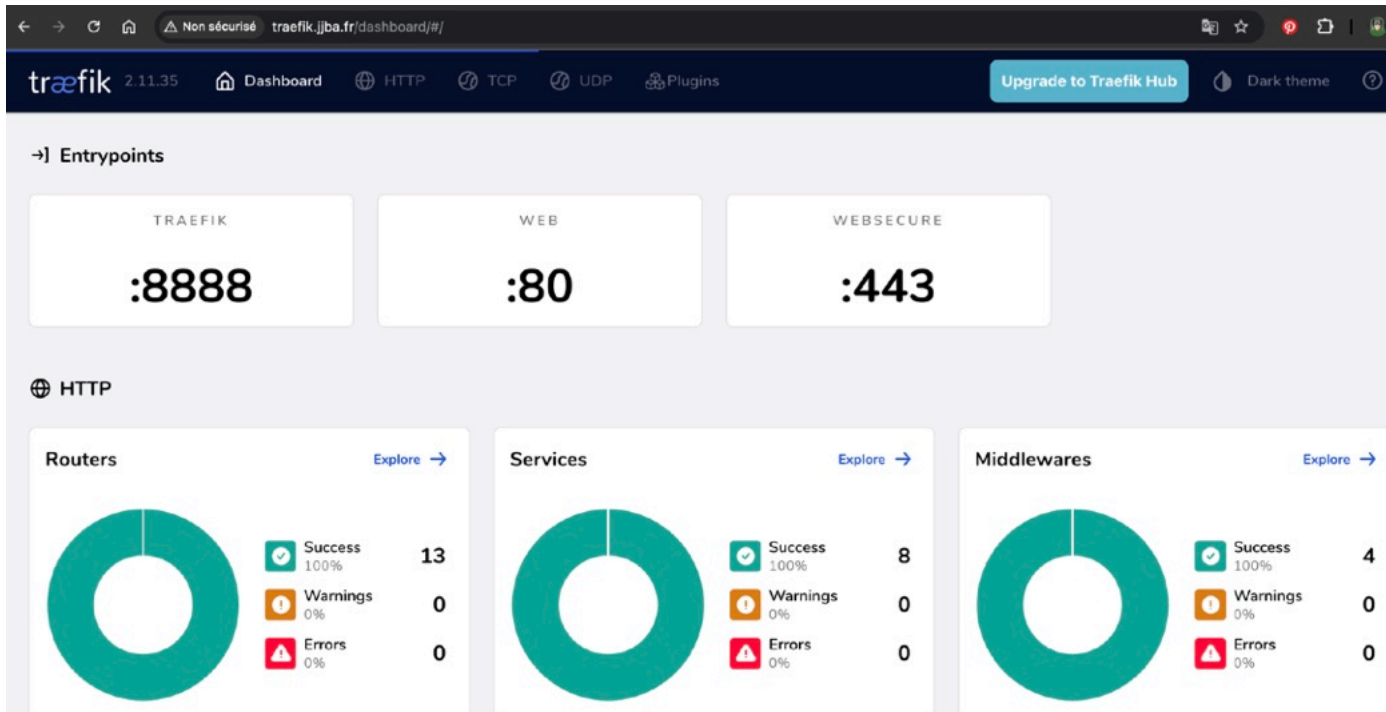 Non sécurisé traefik.jjba.fr/dashboard/#/
træfik 2.11.35 Dashboard HTTP TCP UDP Plugins Upgrade to Traefik Hub Dark theme
Entrypoints
TRAEFIK WEB WEBSECURE
:8888 :80 :443
HTTP
Routers Explore → Services Explore → Middlewares Explore →
Success 13 Success 8 Success 4
100% 100% 100%
Warnings 0 Warnings 0 Warnings 0
0% 0% 0%
Errors 0 Errors 0 Errors 0
0% 0% 0%